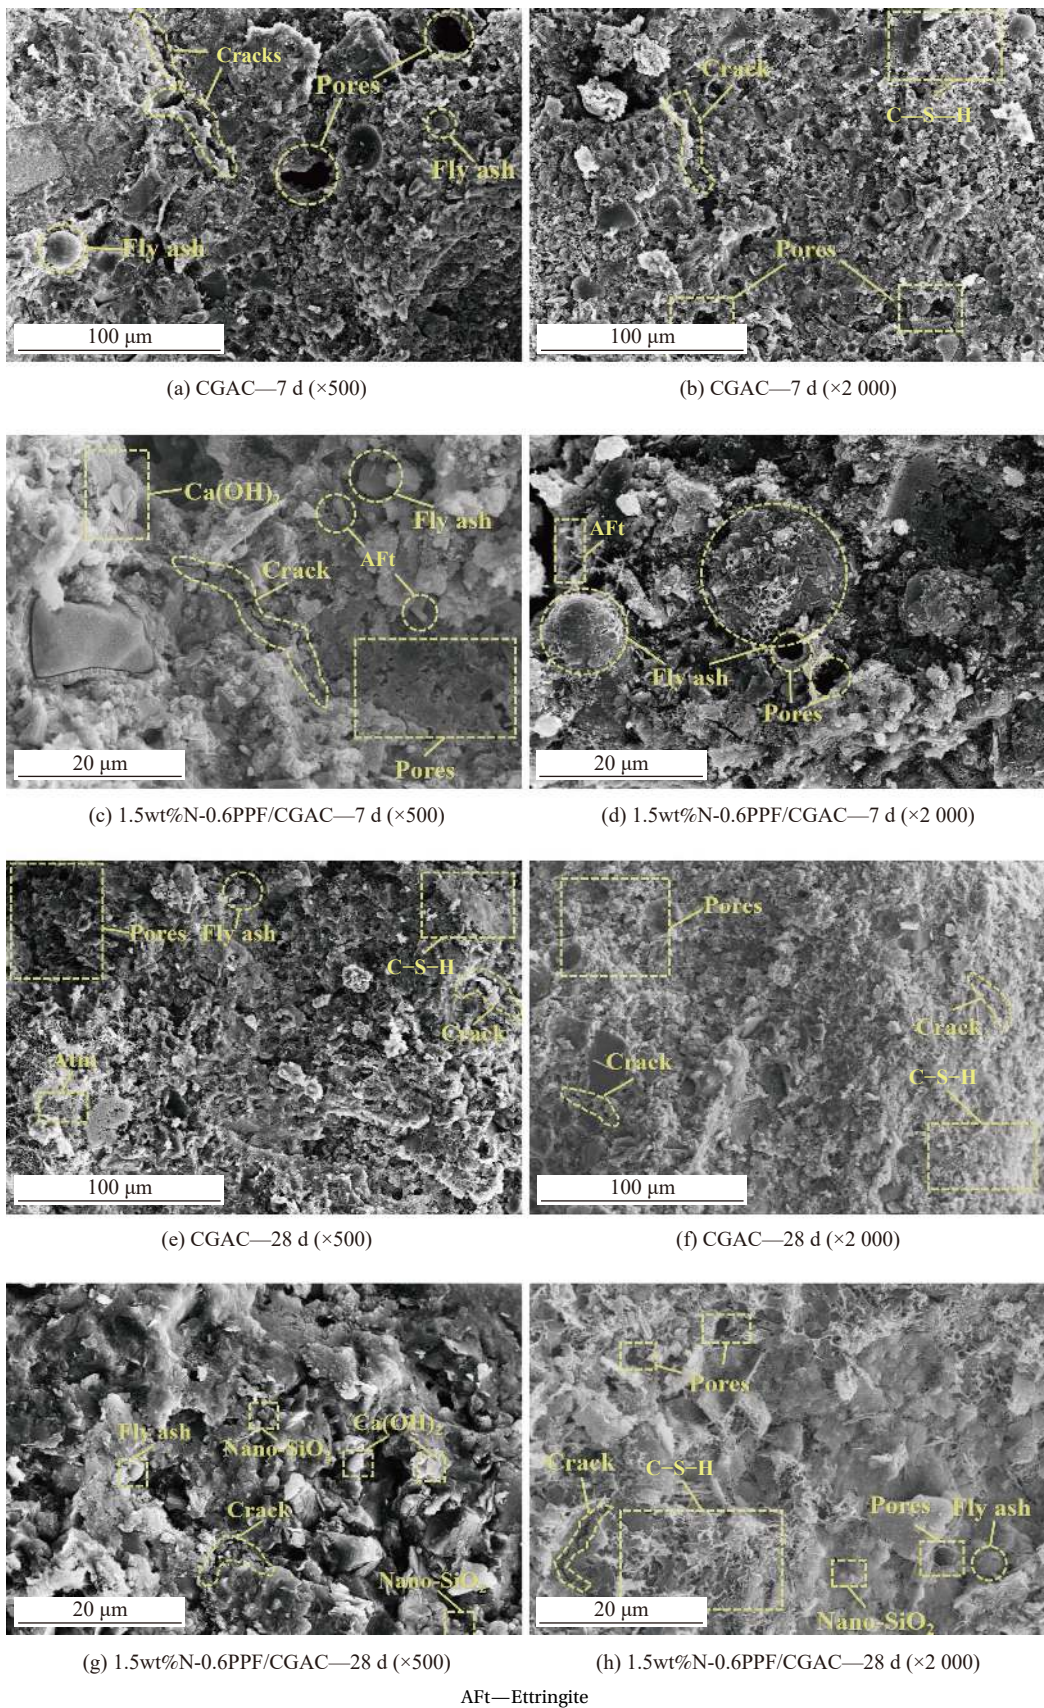 Cracks
Pores
Fly ash
Fly ash
100 μm
(a) CGAC—7 d (×500)
Crack
C—S—H
Pores
100 μm
(b) CGAC—7 d (×2 000)
Ca(OH)2
Fly ash
AFt
Crack
Pores
20 μm
(c) 1.5wt%N-0.6PPF/CGAC—7 d (×500)
AFt
Fly ash
Pores
20 μm
(d) 1.5wt%N-0.6PPF/CGAC—7 d (×2 000)
Pores
Fly ash
C−S−H
Crack
Atm
100 μm
(e) CGAC—28 d (×500)
Pores
Crack
Crack
C−S−H
100 μm
(f) CGAC—28 d (×2 000)
Fly ash
Nano-SiO2
Ca(OH)2
Crack
Nano-SiO2
20 μm
(g) 1.5wt%N-0.6PPF/CGAC—28 d (×500)
Pores
Crack
C−S−H
Pores
Fly ash
Nano-SiO2
20 μm
(h) 1.5wt%N-0.6PPF/CGAC—28 d (×2 000)
AFt—Ettringite